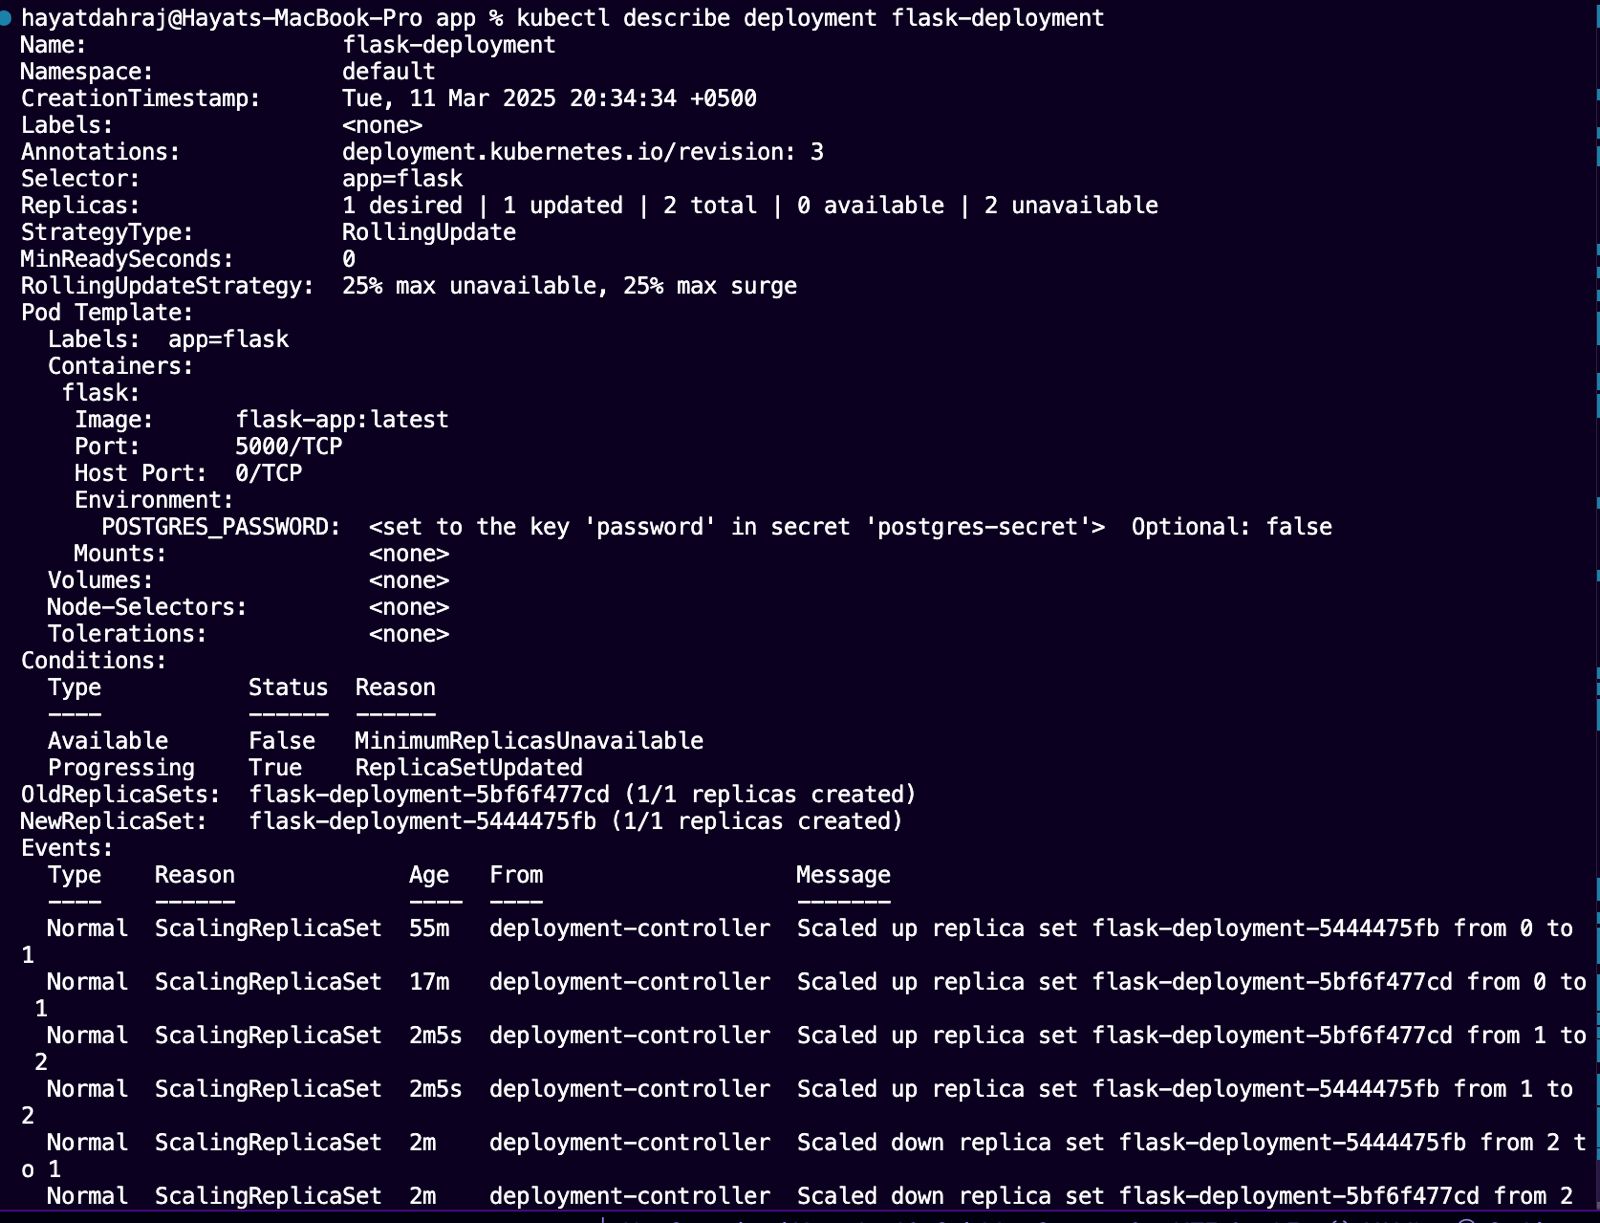 hayatdahraj@Hayats-MacBook-Pro app % kubectl describe deployment flask-deployment
Name:                   flask-deployment
Namespace:              default
CreationTimestamp:      Tue, 11 Mar 2025 20:34:34 +0500
Labels:                 <none>
Annotations:            deployment.kubernetes.io/revision: 3
Selector:               app=flask
Replicas:               1 desired | 1 updated | 2 total | 0 available | 2 unavailable
StrategyType:           RollingUpdate
MinReadySeconds:        0
RollingUpdateStrategy:  25% max unavailable, 25% max surge
Pod Template:
  Labels:  app=flask
  Containers:
   flask:
    Image:      flask-app:latest
    Port:       5000/TCP
    Host Port:  0/TCP
    Environment:
      POSTGRES_PASSWORD:  <set to the key 'password' in secret 'postgres-secret'>  Optional: false
    Mounts:               <none>
  Volumes:                <none>
  Node-Selectors:         <none>
  Tolerations:            <none>
Conditions:
  Type           Status  Reason
  ----           ------  ------
  Available      False   MinimumReplicasUnavailable
  Progressing    True    ReplicaSetUpdated
OldReplicaSets:  flask-deployment-5bf6f477cd (1/1 replicas created)
NewReplicaSet:   flask-deployment-5444475fb (1/1 replicas created)
Events:
  Type    Reason             Age   From                   Message
  ----    ------             ----  ----                   -------
  Normal  ScalingReplicaSet  55m   deployment-controller  Scaled up replica set flask-deployment-5444475fb from 0 to
1
  Normal  ScalingReplicaSet  17m   deployment-controller  Scaled up replica set flask-deployment-5bf6f477cd from 0 to
 1
  Normal  ScalingReplicaSet  2m5s  deployment-controller  Scaled up replica set flask-deployment-5bf6f477cd from 1 to
 2
  Normal  ScalingReplicaSet  2m5s  deployment-controller  Scaled up replica set flask-deployment-5444475fb from 1 to
2
  Normal  ScalingReplicaSet  2m    deployment-controller  Scaled down replica set flask-deployment-5444475fb from 2 t
o 1
  Normal  ScalingReplicaSet  2m    deployment-controller  Scaled down replica set flask-deployment-5bf6f477cd from 2